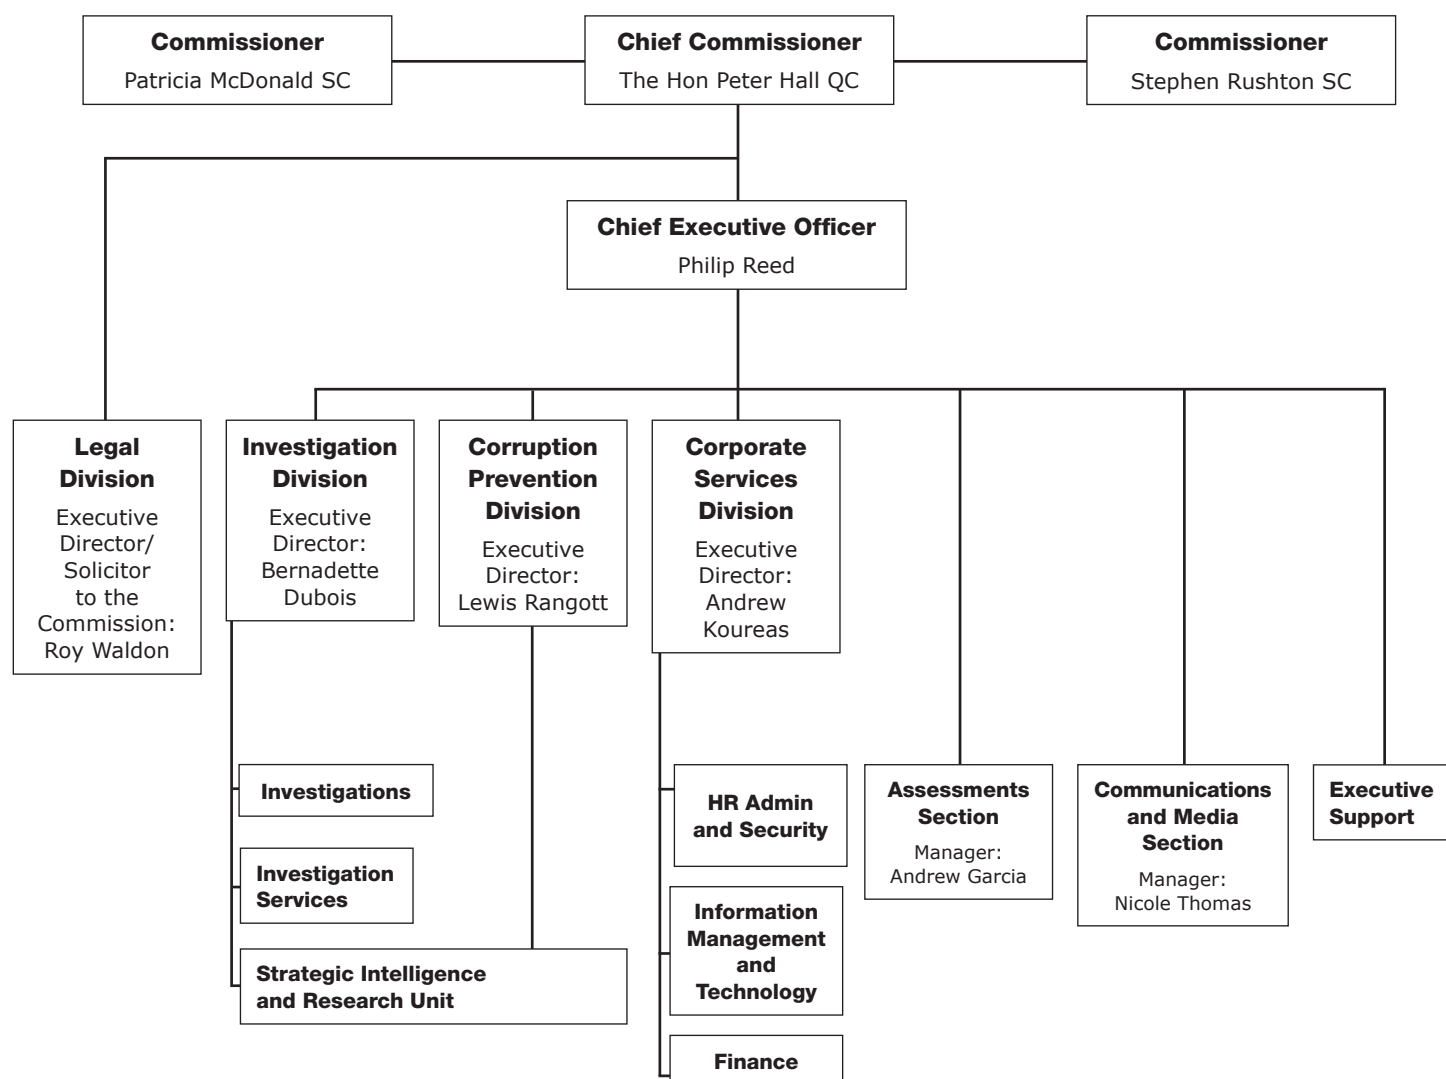 Commissioner
Patricia McDonald SC
Chief Commissioner
The Hon Peter Hall QC
Commissioner
Stephen Rushton SC
Chief Executive Officer
Philip Reed
Legal
Division
Executive
Director/
Solicitor
to the
Commission:
Roy Waldon
Investigation
Division
Executive
Director:
Bernadette
Dubois
Corruption
Prevention
Division
Executive
Director:
Lewis Rangott
Corporate
Services
Division
Executive
Director:
Andrew
Koureas
Investigations
Investigation
Services
Strategic Intelligence
and Research Unit
HR Admin
and Security
Information
Management
and
Technology
Finance
Assessments
Section
Manager:
Andrew Garcia
Communications
and Media
Section
Manager:
Nicole Thomas
Executive
Support